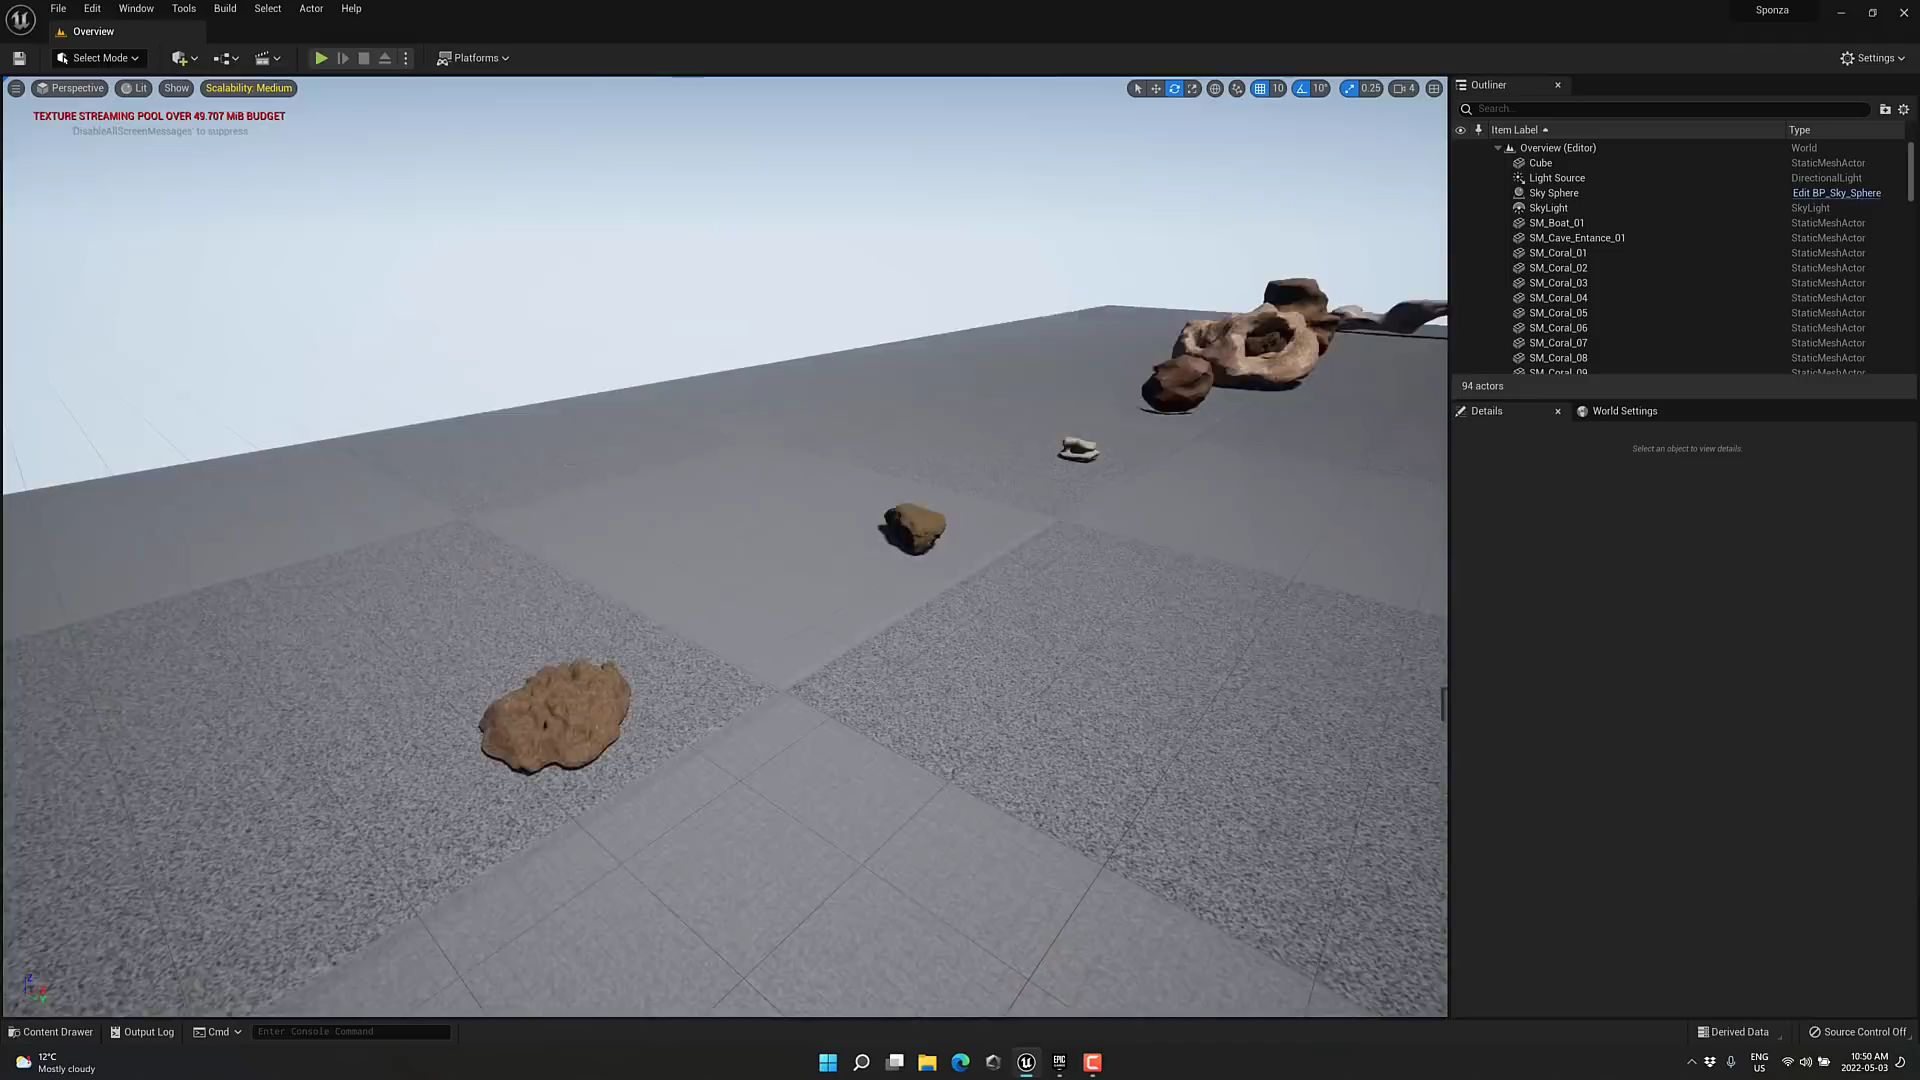 File Edit Window Tools Build Select Actor Help
Sponza
Overview
Select Mode
Platforms
Settings
Perspective Lit Show Scalability: Medium
10 10° 0.25 4
TEXTURE STREAMING POOL OVER 49.707 MiB BUDGET
'DisableAllScreenMessages' to suppress
Outliner
Search...
Item Label Type
Overview (Editor) World
Cube StaticMeshActor
Light Source DirectionalLight
Sky Sphere Edit BP_Sky_Sphere
SkyLight SkyLight
SM_Boat_01 StaticMeshActor
SM_Cave_Entance_01 StaticMeshActor
SM_Coral_01 StaticMeshActor
SM_Coral_02 StaticMeshActor
SM_Coral_03 StaticMeshActor
SM_Coral_04 StaticMeshActor
SM_Coral_05 StaticMeshActor
SM_Coral_06 StaticMeshActor
SM_Coral_07 StaticMeshActor
SM_Coral_08 StaticMeshActor
SM_Coral_09 StaticMeshActor
94 actors
Details World Settings
Select an object to view details.
Content Drawer Output Log Cmd Enter Console Command
Derived Data Source Control Off
12°C
Mostly cloudy
EPIC
ENG
US
10:50 AM
2022-05-03